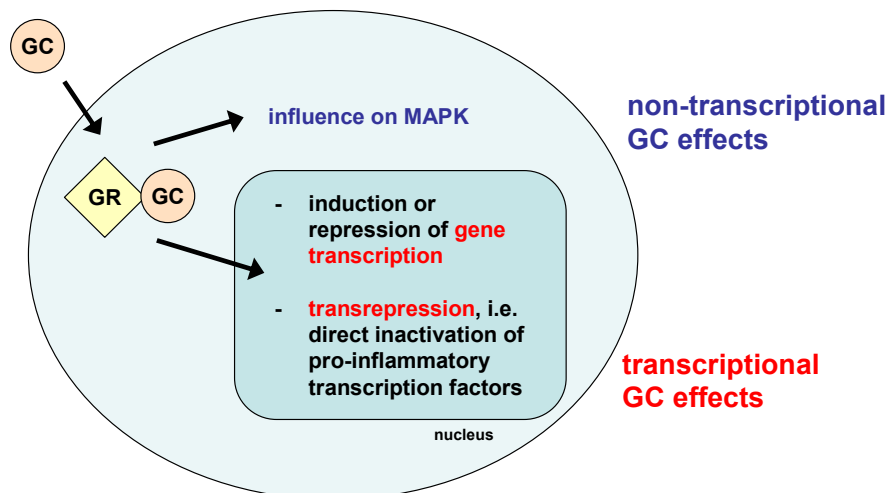 GC
influence on MAPK
non-transcriptional
GC effects
GR
GC
- induction or
repression of gene
transcription
- transrepression, i.e.
direct inactivation of
pro-inflammatory
transcription factors
nucleus
transcriptional
GC effects